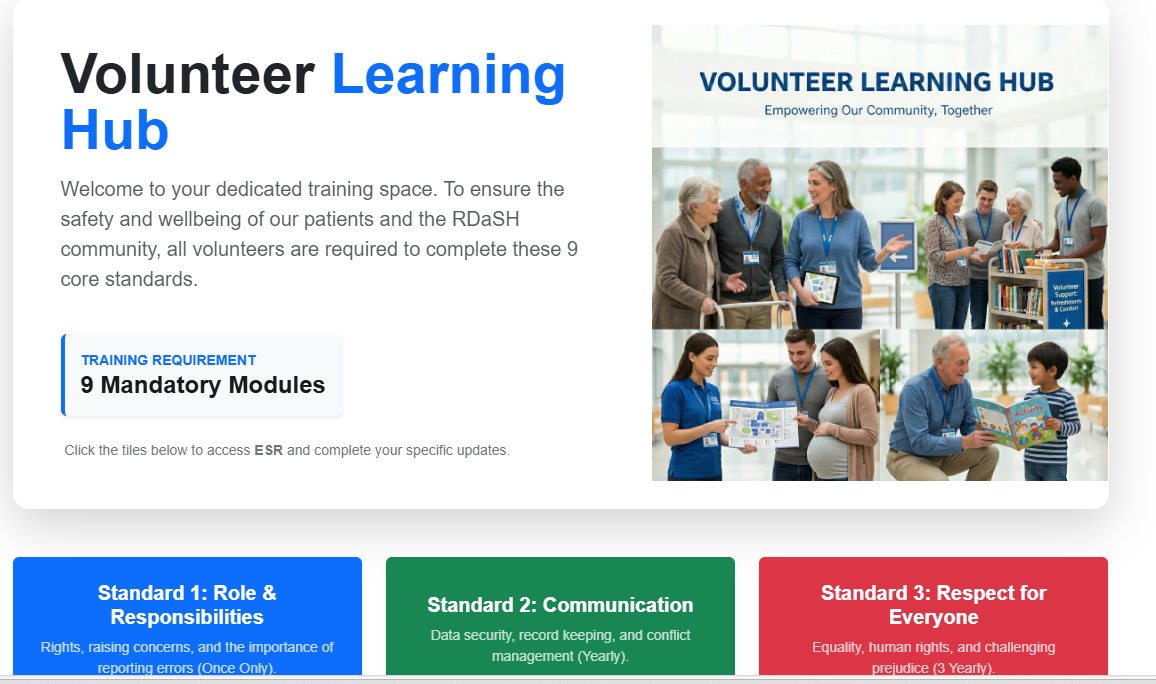 Volunteer Learning
Hub
Welcome to your dedicated training space. To ensure the
safety and wellbeing of our patients and the RDaSH
community, all volunteers are required to complete these 9
core standards.
TRAINING REQUIREMENT
9 Mandatory Modules
Click the tiles below to access ESR and complete your specific updates.
VOLUNTEER LEARNING HUB
Empowering Our Community, Together
Volunteer
Support:
Refreshments
& Comfort
Activity
Standard 1: Role &
Responsibilities
Rights, raising concerns, and the importance of
reporting errors (Once Only).
Standard 2: Communication
Data security, record keeping, and conflict
management (Yearly).
Standard 3: Respect for
Everyone
Equality, human rights, and challenging
prejudice (3 Yearly).